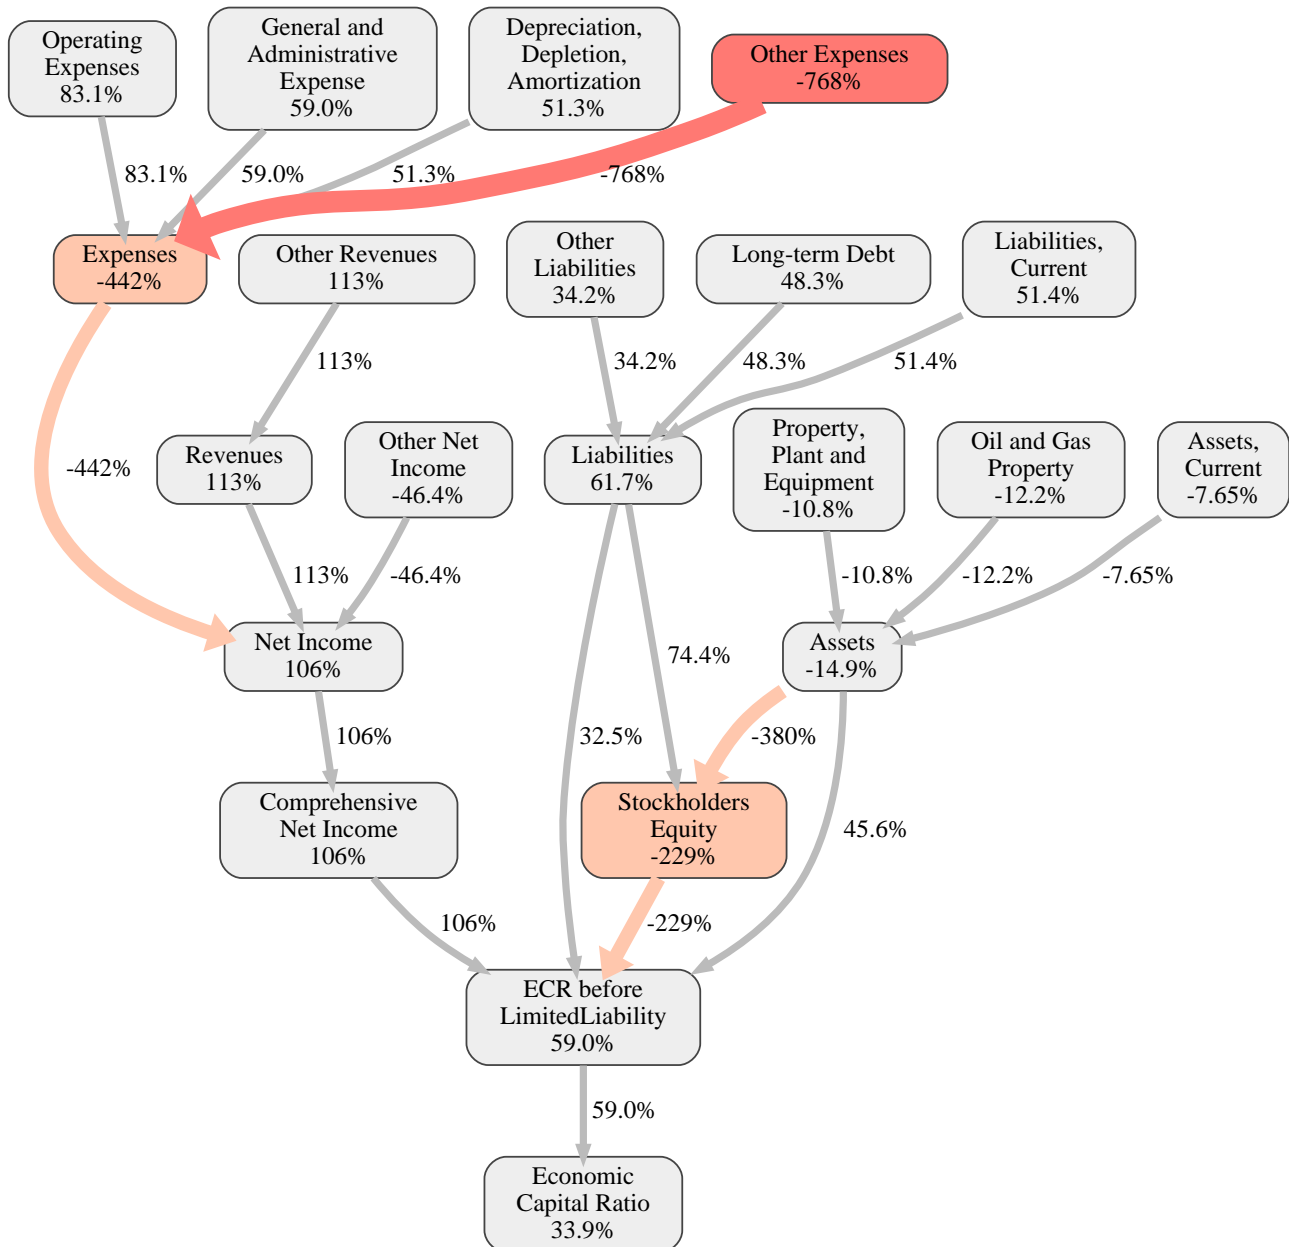 Operating
Expenses
83.1%
General and
Administrative
Expense
59.0%
Depreciation,
Depletion,
Amortization
51.3%
Other Expenses
-768%
83.1%
59.0%
51.3%
-768%
Expenses
-442%
Other Revenues
113%
Other
Liabilities
34.2%
Long-term Debt
48.3%
Liabilities,
Current
51.4%
113%
34.2%
48.3%
51.4%
-442%
Revenues
113%
Other Net
Income
-46.4%
Liabilities
61.7%
Property,
Plant and
Equipment
-10.8%
Oil and Gas
Property
-12.2%
Assets,
Current
-7.65%
113%
-46.4%
-10.8%
-12.2%
-7.65%
Net Income
106%
74.4%
Assets
-14.9%
106%
32.5%
-380%
Comprehensive
Net Income
106%
Stockholders
Equity
-229%
45.6%
106%
-229%
ECR before
LimitedLiability
59.0%
59.0%
Economic
Capital Ratio
33.9%